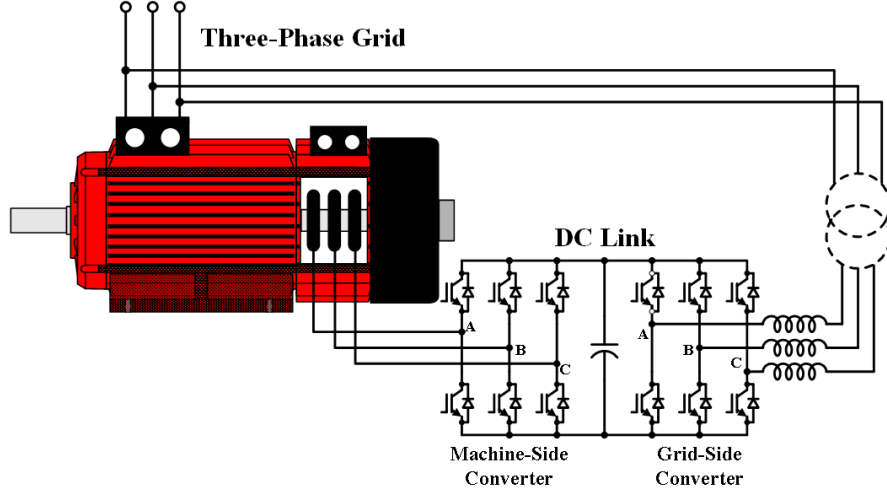 Three-Phase Grid
DC Link
A
B
C
A
B
C
Machine-Side
Converter
Grid-Side
Converter